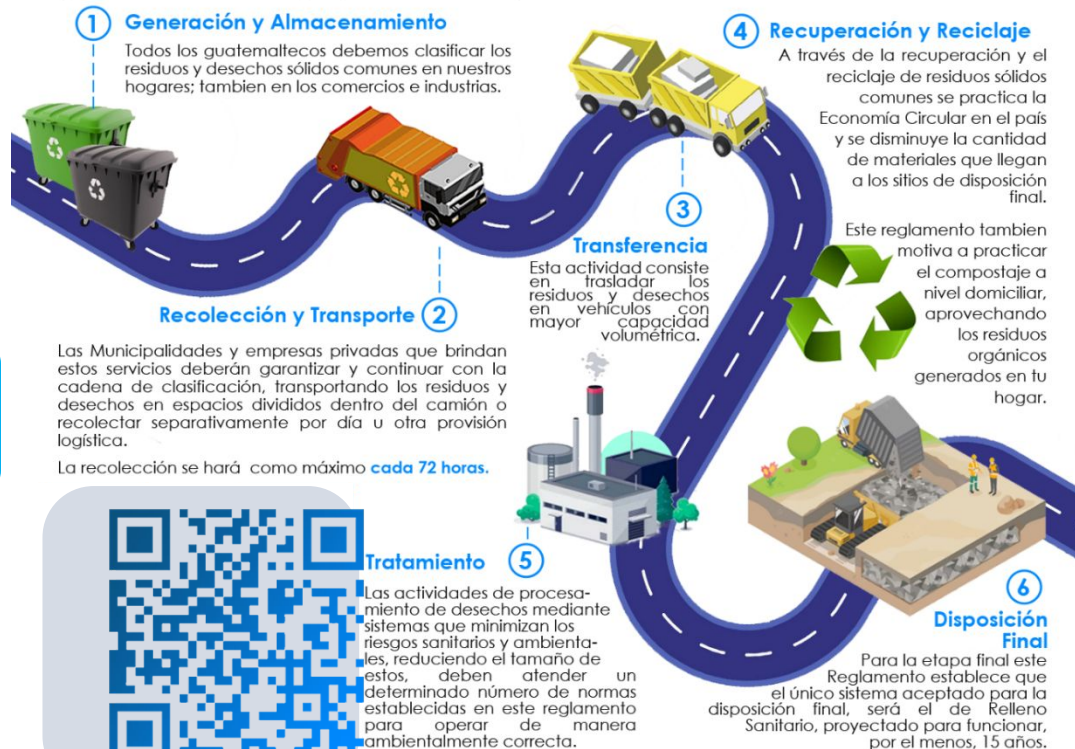 1 Generación y Almacenamiento
Todos los guatemaltecos debemos clasificar los
residuos y desechos sólidos comunes en nuestros
hogares; tambien en los comercios e industrias.
Recolección y Transporte 2
Las Municipalidades y empresas privadas que brindan
estos servicios deberán garantizar y continuar con la
cadena de clasificación, transportando los residuos y
desechos en espacios divididos dentro del camión o
recolectar separativamente por día u otra provisión
logística.
La recolección se hará como máximo cada 72 horas.
3
Transferencia
Esta actividad consiste
en trasladar los
residuos y desechos
en vehículos con
mayor capacidad
volumétrica.
4 Recuperación y Reciclaje
A través de la recuperación y el
reciclaje de residuos sólidos
comunes se practica la
Economía Circular en el país
y se disminuye la cantidad
de materiales que llegan
a los sitios de disposición
final.
Este reglamento tambien
motiva a practicar
el compostaje a
nivel domiciliar,
aprovechando
los residuos
orgánicos
generados en tu
hogar.
Tratamiento 5
Las actividades de procesa-
miento de desechos mediante
sistemas que minimizan los
riesgos sanitarios y ambienta-
les, reduciendo el tamaño de
estos, deben atender un
determinado número de normas
establecidas en este reglamento
para operar de manera
ambientalmente correcta.
6
Disposición
Final
Para la etapa final este
Reglamento establece que
el único sistema aceptado para la
disposición final, será el de Relleno
Sanitario, proyectado para funcionar,
por el menos, 15 años.